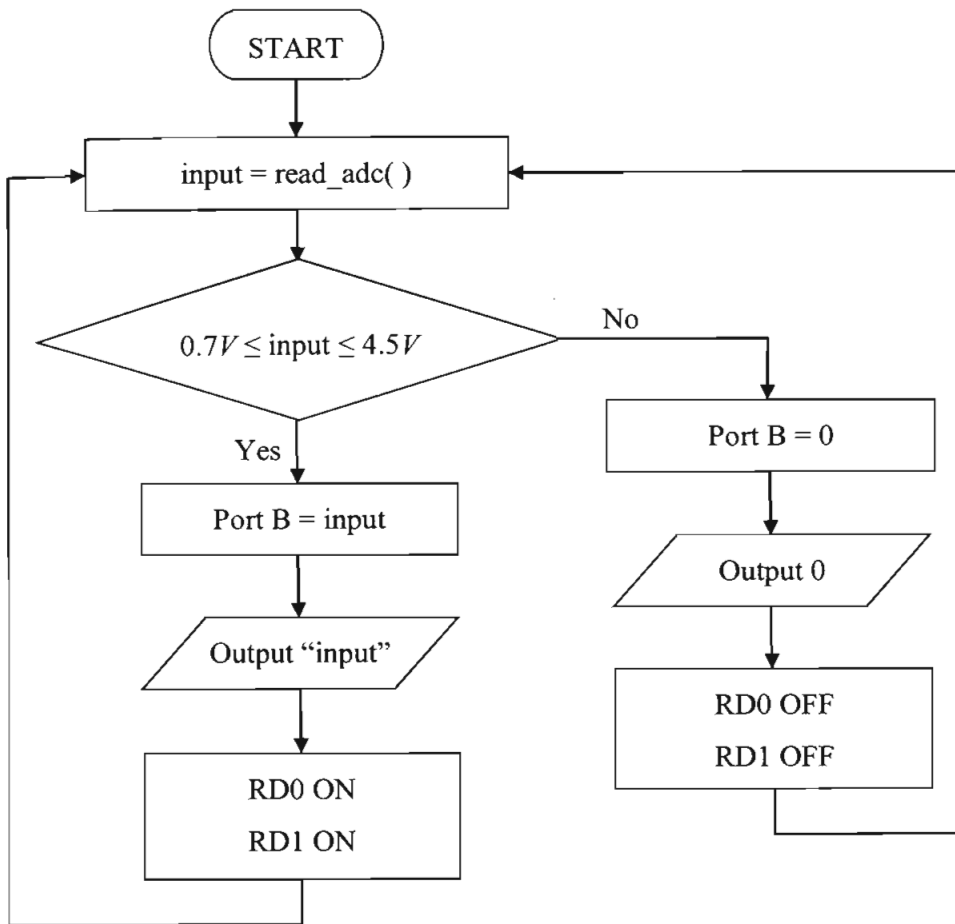 START
input = read_adc( )
0.7V ≤ input ≤ 4.5V
No
Yes
Port B = input
Output “input”
RD0 ON
RD1 ON
Port B = 0
Output 0
RD0 OFF
RD1 OFF